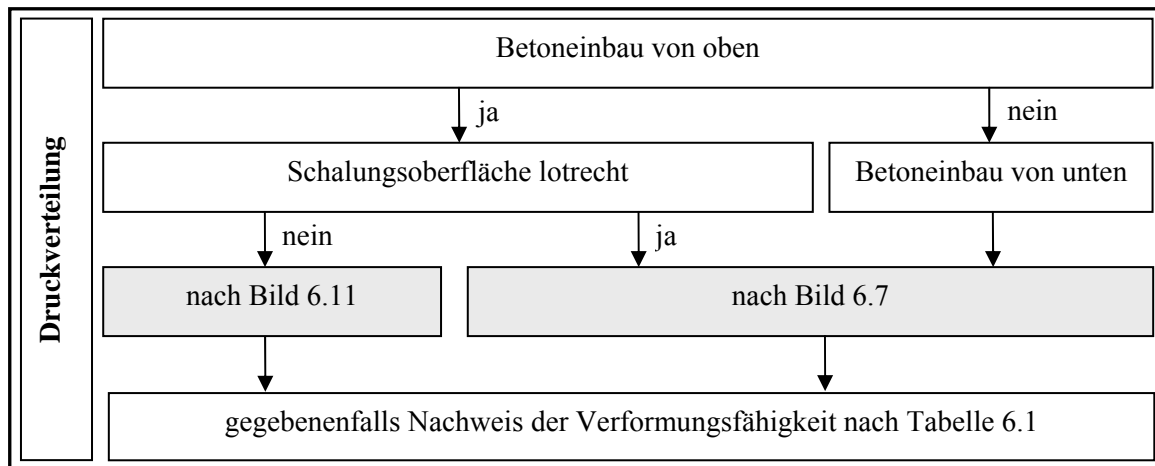 Druckverteilung
Betoneinbau von oben
ja
nein
Schalungsoberfläche lotrecht
Betoneinbau von unten
nein
ja
nach Bild 6.11
nach Bild 6.7
gegebenenfalls Nachweis der Verformungsfähigkeit nach Tabelle 6.1